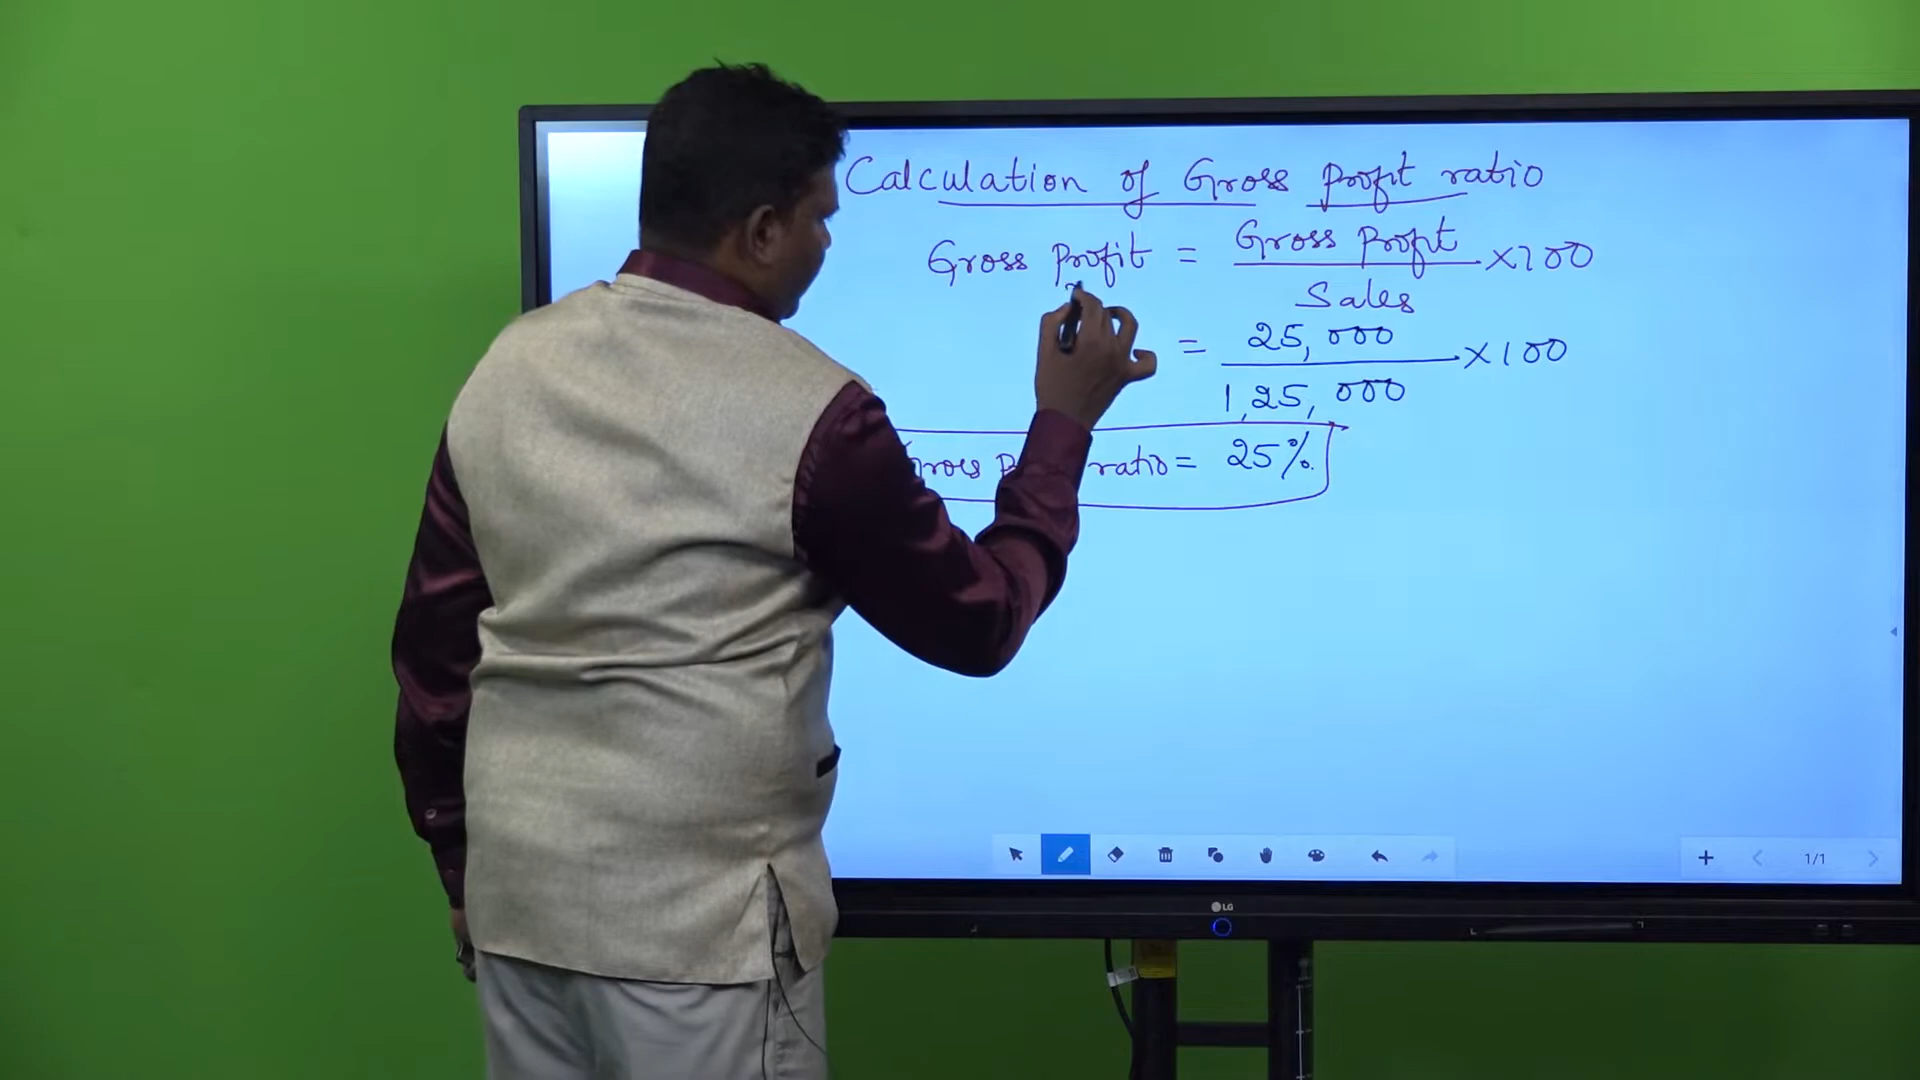 Calculation of Gross Profit ratio
Gross Profit = Gross Profit ×100
Sales
= 25,000 ×100
1,25,000
Gross ratio = 25%.
1/1
LG